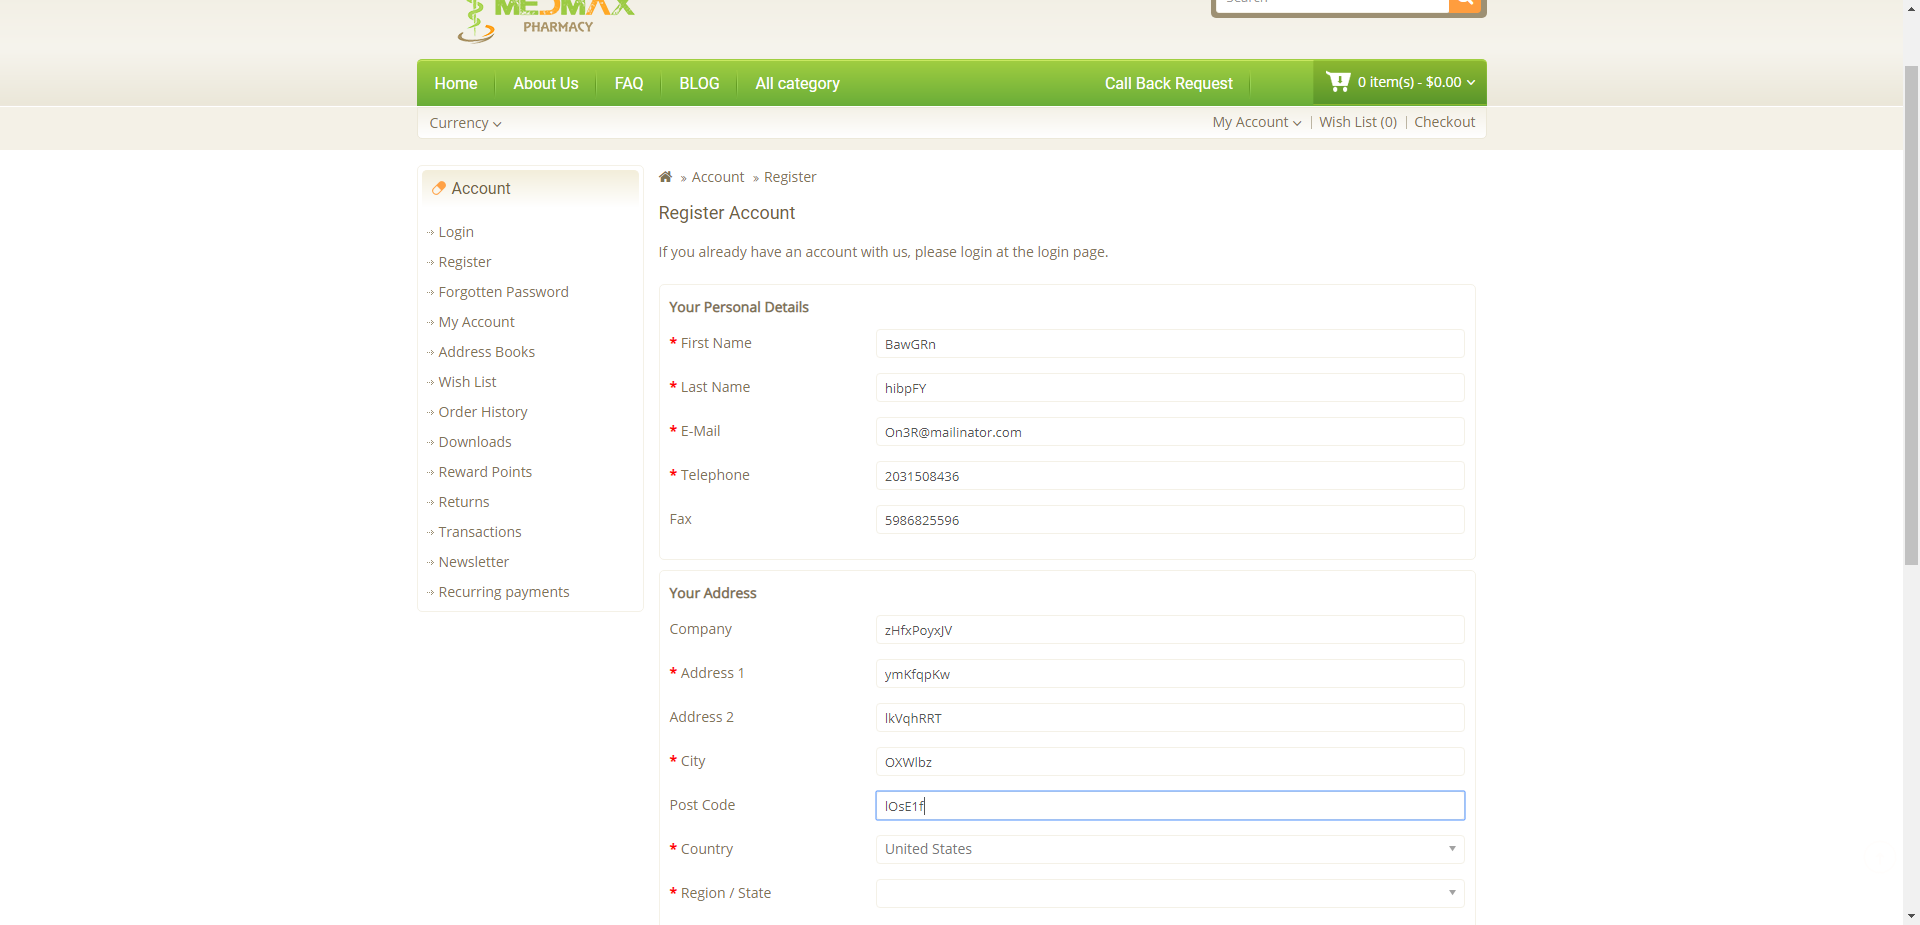 MEDMAX
PHARMACY
Home
About Us
FAQ
BLOG
All category
Call Back Request
0 item(s) - $0.00
Currency
My Account
Wish List (0)
Checkout
Account
Login
Register
Forgotten Password
My Account
Address Books
Wish List
Order History
Downloads
Reward Points
Returns
Transactions
Newsletter
Recurring payments
» Account » Register
Register Account
If you already have an account with us, please login at the login page.
Your Personal Details
* First Name
BawGRn
* Last Name
hibpFY
* E-Mail
On3R@mailinator.com
* Telephone
2031508436
Fax
5986825596
Your Address
Company
zHfxPoyxJV
* Address 1
ymKfqpKw
Address 2
lkVqhRRT
* City
OXWlbz
Post Code
lOsE1f
* Country
United States
* Region / State